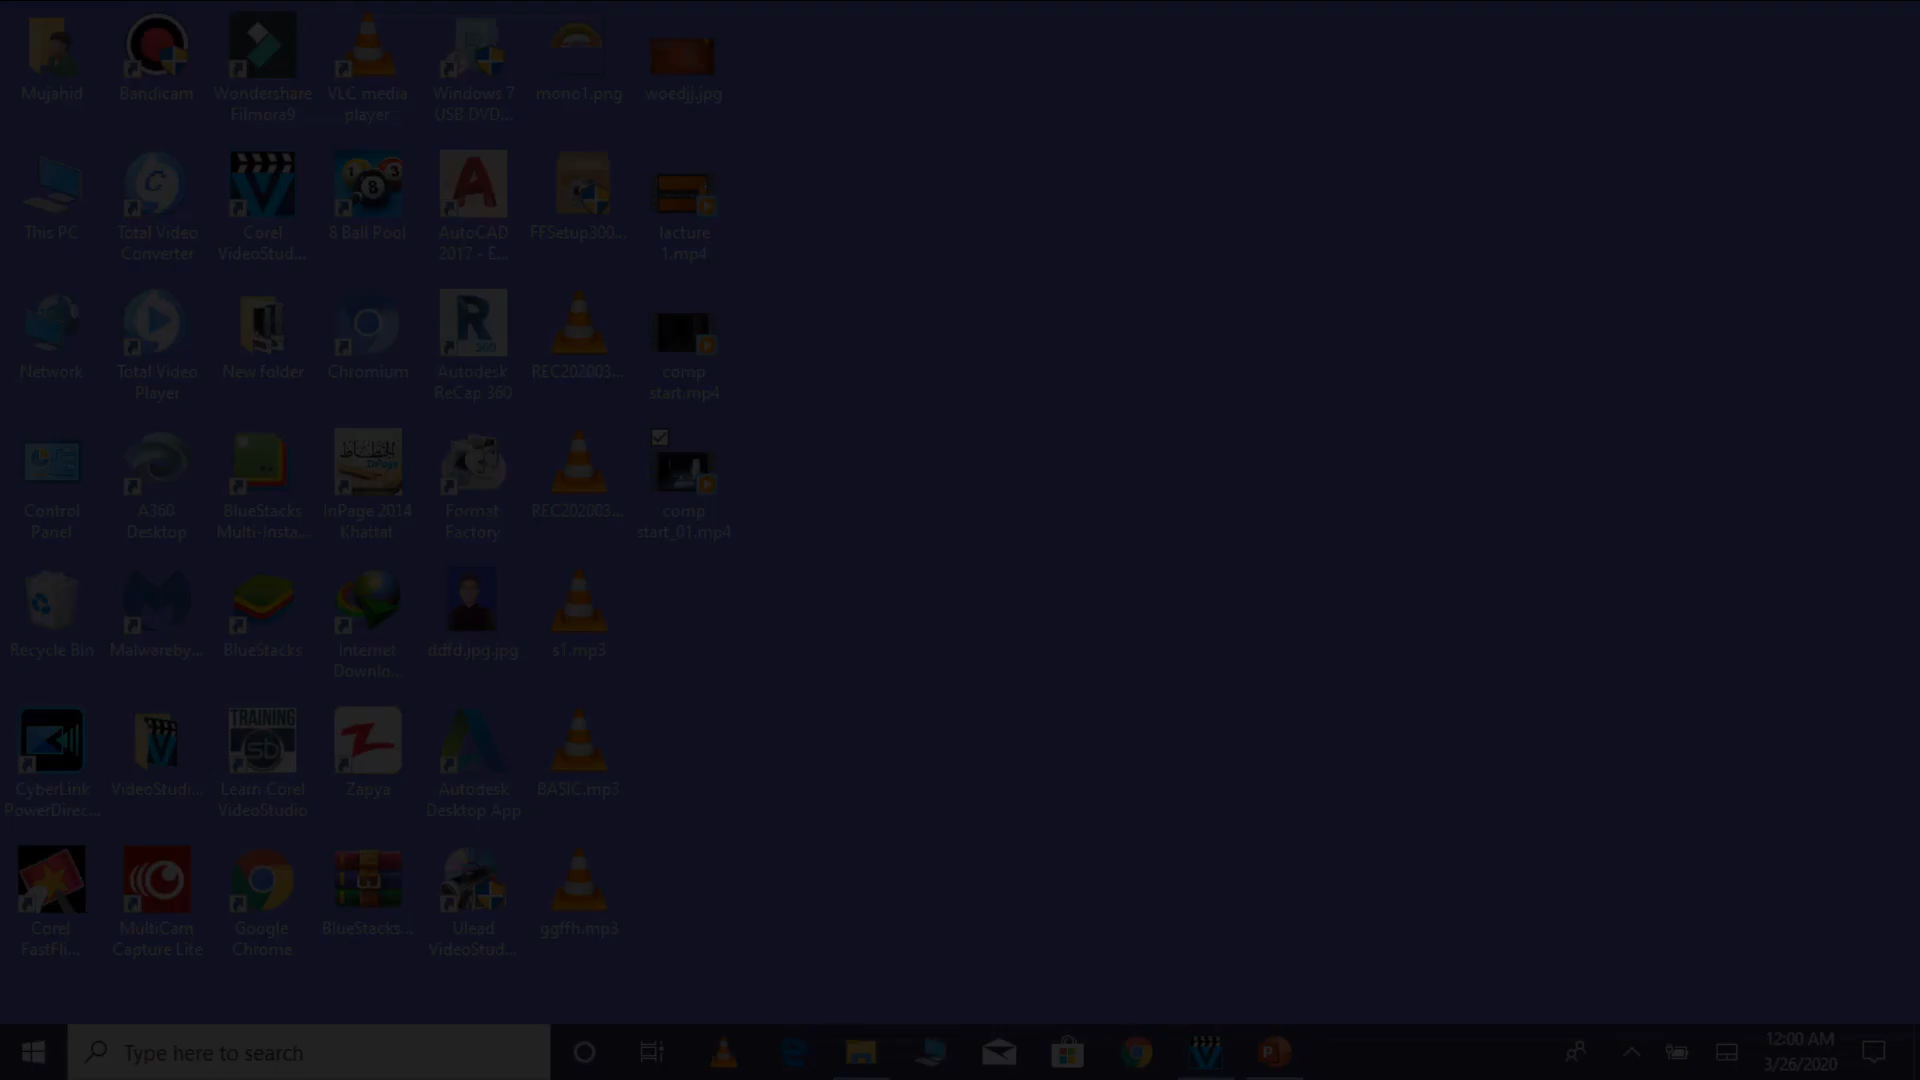 Mujahid
Bandicam
Wondershare
Filmora9
VLC media
player
Windows 7
USB DVD...
mono1.png
woedjj.jpg
This PC
Total Video
Converter
Corel
VideoStud...
8 Ball Pool
AutoCAD
2017 - E...
FFSetup300...
lacture
1.mp4
Network
Total Video
Player
New folder
Chromium
Autodesk
ReCap 360
REC202003...
comp
start.mp4
Control
Panel
A360
Desktop
BlueStacks
Multi-Insta...
InPage 2014
Khattat
Format
Factory
REC202003...
comp
start_01.mp4
Recycle Bin
Malwareby...
BlueStacks
Internet
Downlo...
ddfd.jpg.jpg
s1.mp3
CyberLink
PowerDirec...
VideoStudi...
TRAINING
sb
Learn Corel
VideoStudio
Zapya
Autodesk
Desktop App
BASIC.mp3
Corel
FastFli...
MultiCam
Capture Lite
Google
Chrome
BlueStacks...
Ulead
VideoStud...
ggffh.mp3
Type here to search
12:00 AM
3/26/2020